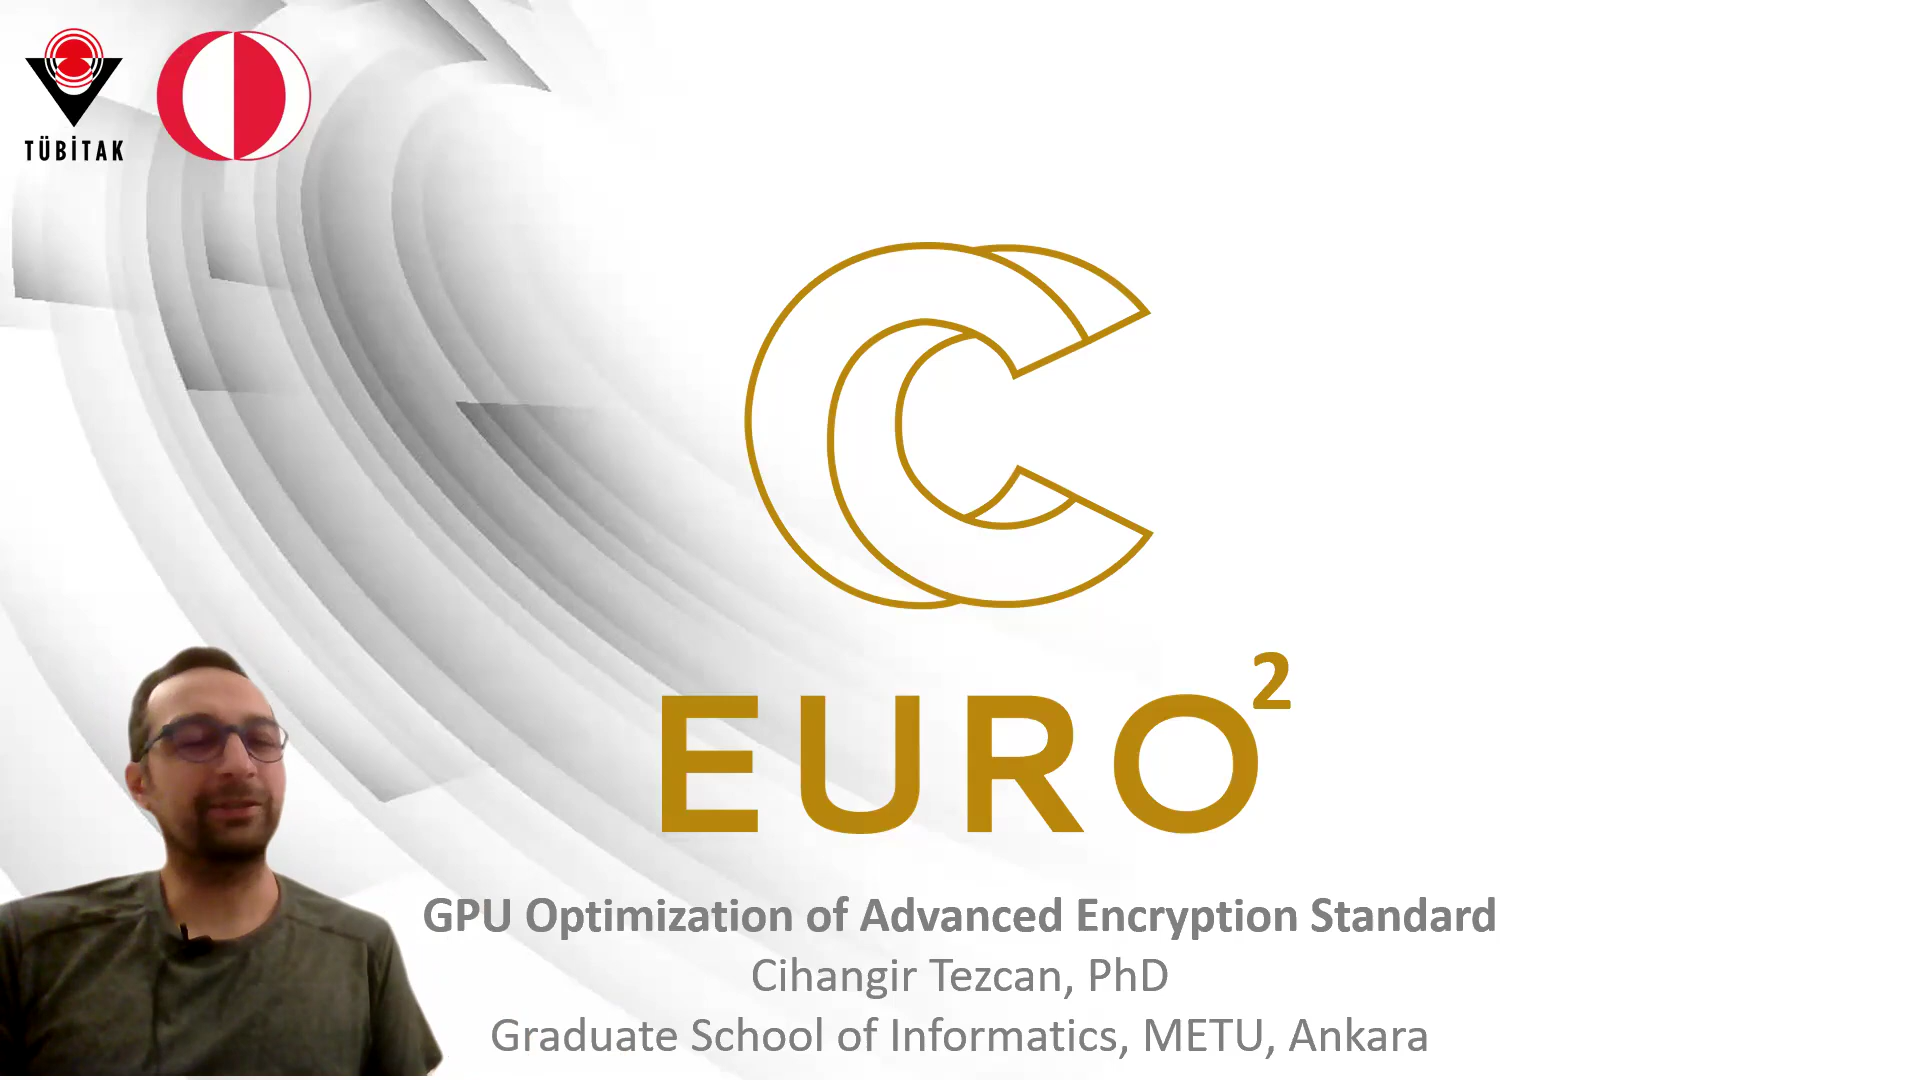 TÜBİTAK
EURO²
GPU Optimization of Advanced Encryption Standard
Cihangir Tezcan, PhD
Graduate School of Informatics, METU, Ankara